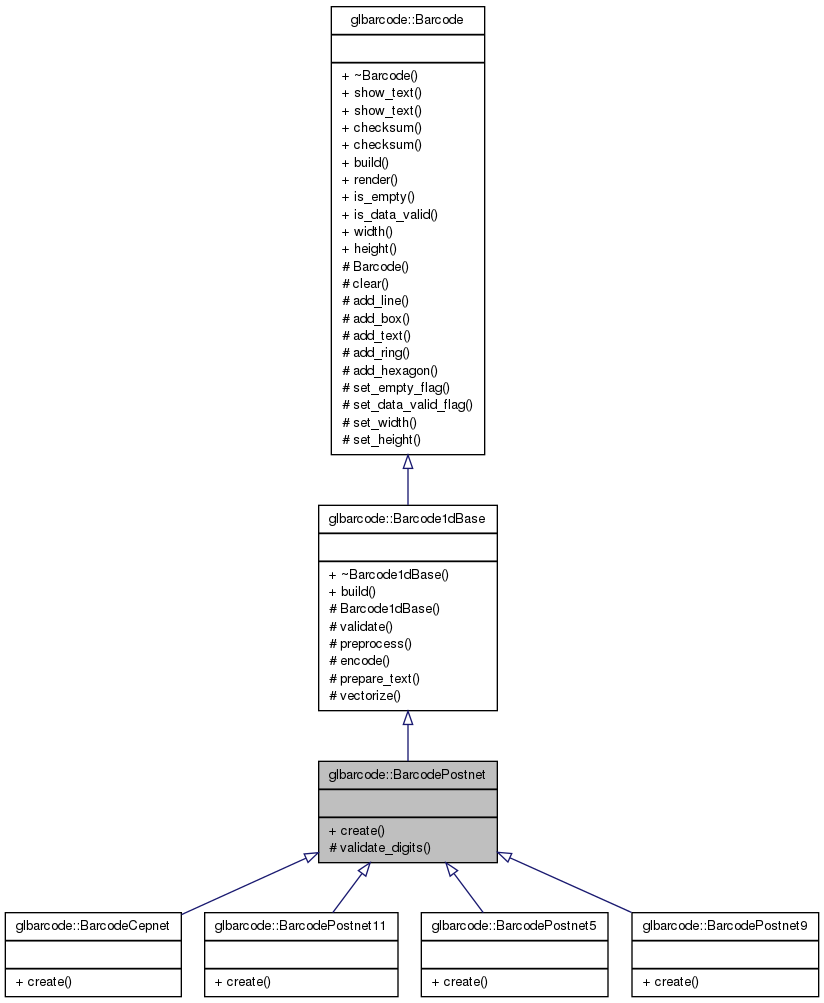 glbarcode::Barcode
+ ~Barcode()
+ show_text()
+ show_text()
+ checksum()
+ checksum()
+ build()
+ render()
+ is_empty()
+ is_data_valid()
+ width()
+ height()
# Barcode()
# clear()
# add_line()
# add_box()
# add_text()
# add_ring()
# add_hexagon()
# set_empty_flag()
# set_data_valid_flag()
# set_width()
# set_height()
glbarcode::Barcode1dBase
+ ~Barcode1dBase()
+ build()
# Barcode1dBase()
# validate()
# preprocess()
# encode()
# prepare_text()
# vectorize()
glbarcode::BarcodePostnet
+ create()
# validate_digits()
glbarcode::BarcodeCepnet
+ create()
glbarcode::BarcodePostnet11
+ create()
glbarcode::BarcodePostnet5
+ create()
glbarcode::BarcodePostnet9
+ create()